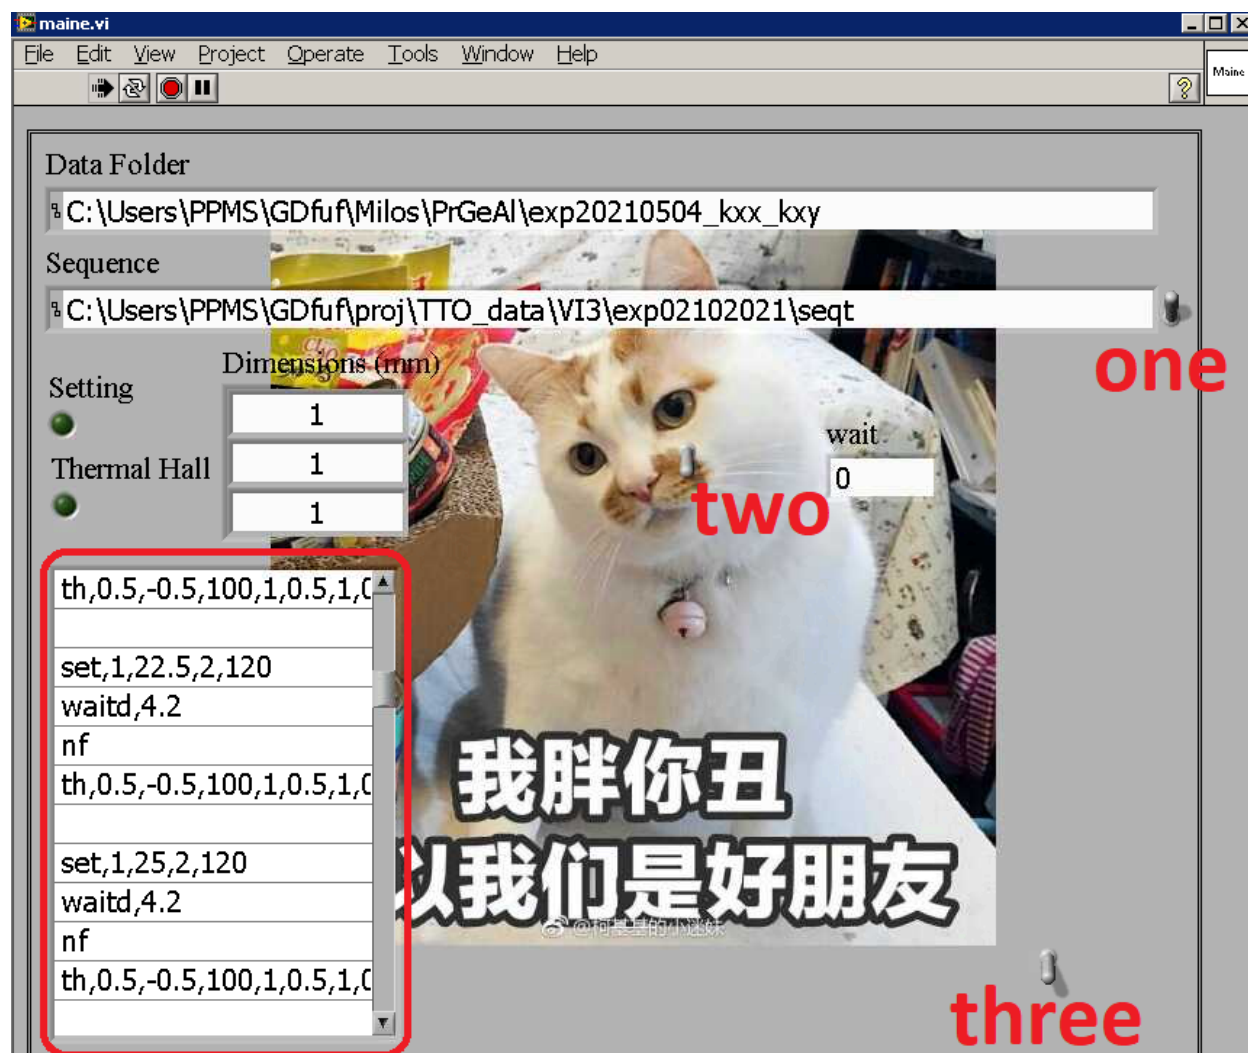 maine.vi
File Edit View Project Operate Tools Window Help
Maine
Data Folder
C:\Users\PPMS\GDfuf\Milos\PrGeAl\exp20210504_kxx_kxy
Sequence
C:\Users\PPMS\GDfuf\proj\TTO_data\VI3\exp02102021\seqt
one
Dimensions (mm)
Setting
1
wait
Thermal Hall
1
0
two
1
th,0.5,-0.5,100,1,0.5,1,0
set,1,22.5,2,120
waitd,4.2
nf
th,0.5,-0.5,100,1,0.5,1,0
set,1,25,2,120
waitd,4.2
nf
th,0.5,-0.5,100,1,0.5,1,0
我胖你丑
以我们是好朋友
three